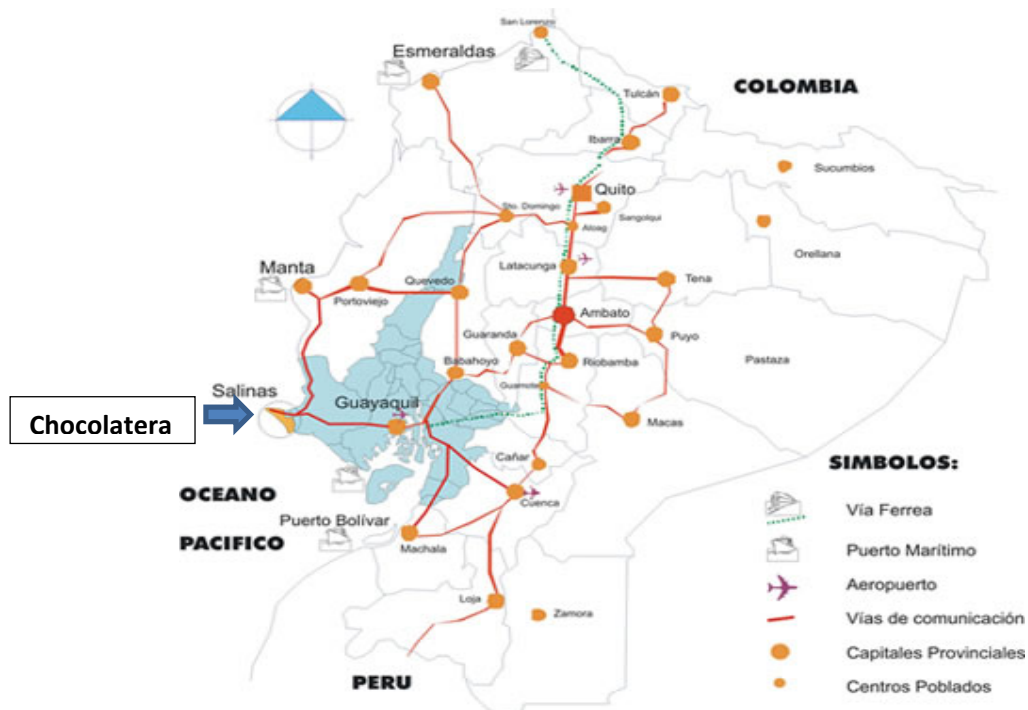 San Lorenzo
Esmeraldas
COLOMBIA
Tulcán
Ibarra
Sucumbios
Quito
Sto. Domingo
Sangolqui
Aloag
Orellana
Latacunga
Manta
Tena
Quevedo
Portoviejo
Ambato
Guaranda
Puyo
Pastaza
Babahoyo
Riobamba
Salinas
Guamote
Chocolatera
Guayaquil
Macas
Cañar
SIMBOLOS:
OCEANO
Cuenca
Vía Ferrea
Puerto Bolívar
PACIFICO
Machala
Puerto Marítimo
Aeropuerto
Loja
Zamora
Vías de comunicación
Capitales Provinciales
PERU
Centros Poblados